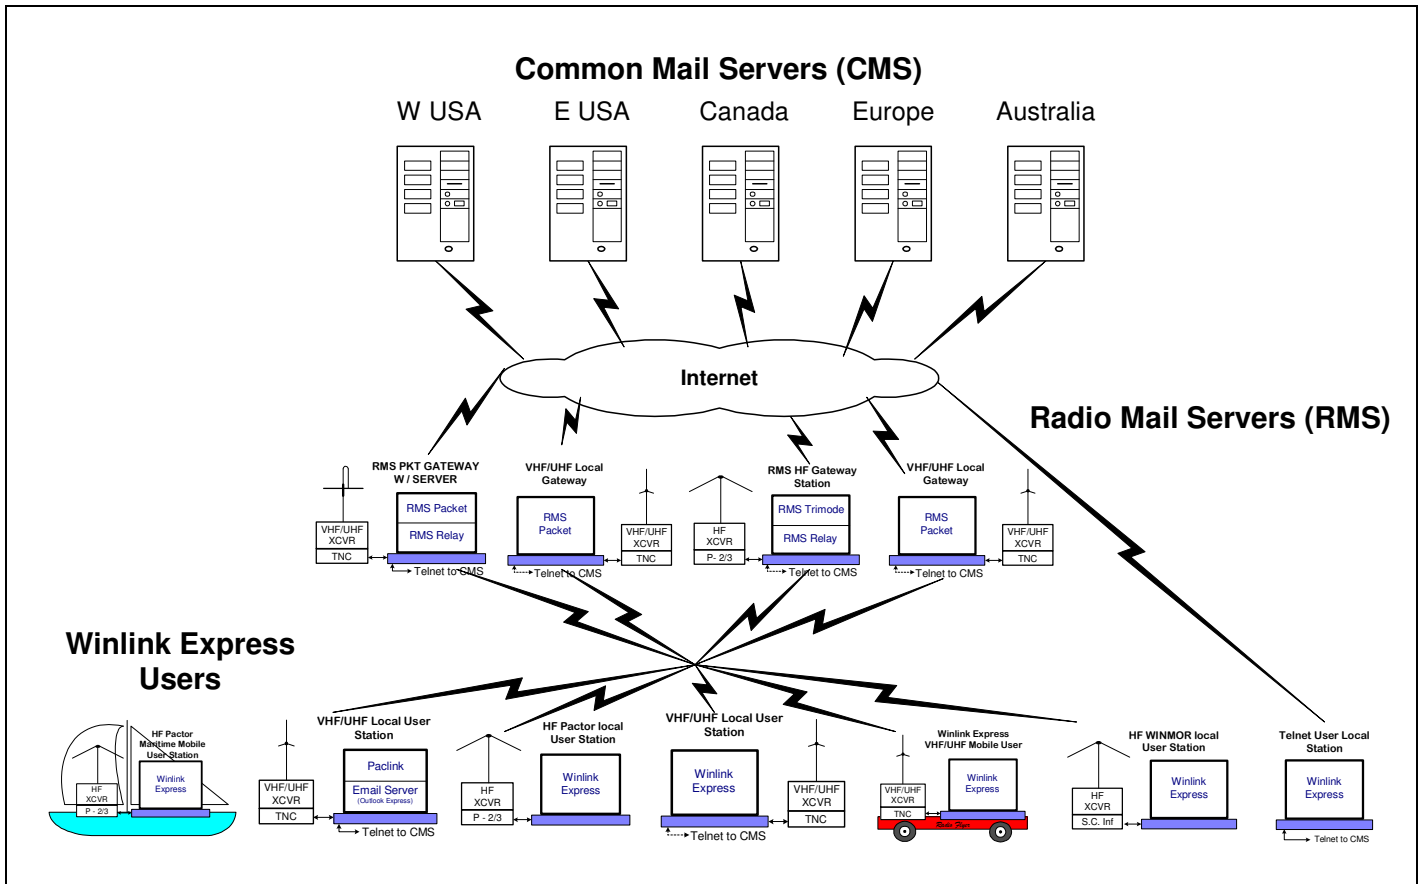 Common Mail Servers (CMS)
W USA
E USA
Canada
Europe
Australia
Internet
Radio Mail Servers (RMS)
RMS PKT GATEWAY
W / SERVER
VHF/UHF
XCVR
TNC
RMS Packet
RMS Relay
Telnet to CMS
VHF/UHF Local
Gateway
RMS
Packet
VHF/UHF
XCVR
TNC
Telnet to CMS
RMS HF Gateway
Station
HF
XCVR
P- 2/3
RMS Trimode
RMS Relay
Telnet to CMS
VHF/UHF Local
Gateway
RMS
Packet
VHF/UHF
XCVR
TNC
Telnet to CMS
Winlink Express
Users
HF Pactor
Maritime Mobile
User Station
HF
XCVR
P - 2/3
Winlink
Express
VHF/UHF Local User
Station
VHF/UHF
XCVR
TNC
Paclink
Email Server
(Outlook Express)
Telnet to CMS
HF Pactor local
User Station
HF
XCVR
P - 2/3
Winlink
Express
VHF/UHF Local User
Station
Winlink
Express
VHF/UHF
XCVR
TNC
Telnet to CMS
Winlink Express
VHF/UHF Mobile User
VHF/UHF
XCVR
TNC
Winlink
Express
Radio Flyer
HF WINMOR local
User Station
HF
XCVR
S.C. Inf
Winlink
Express
Telnet User Local
Station
Winlink
Express
Telnet to CMS